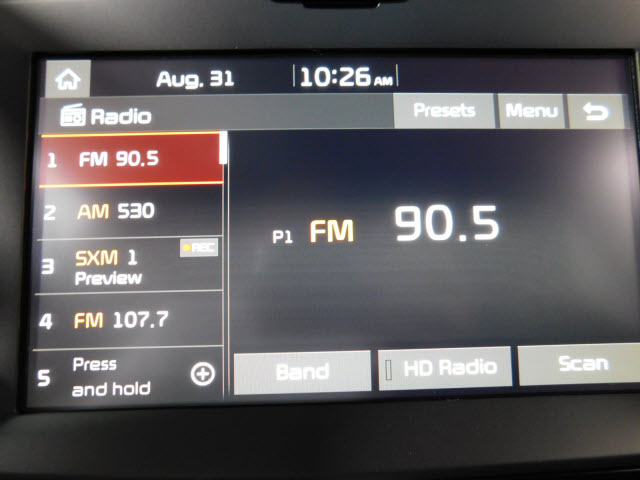 Aug. 31 10:26 AM
Radio Presets Menu
1 FM 90.5
2 AM 530
3 SXM 1 REC
Preview
4 FM 107.7
5 Press
and hold
P1 FM 90.5
Band HD Radio Scan